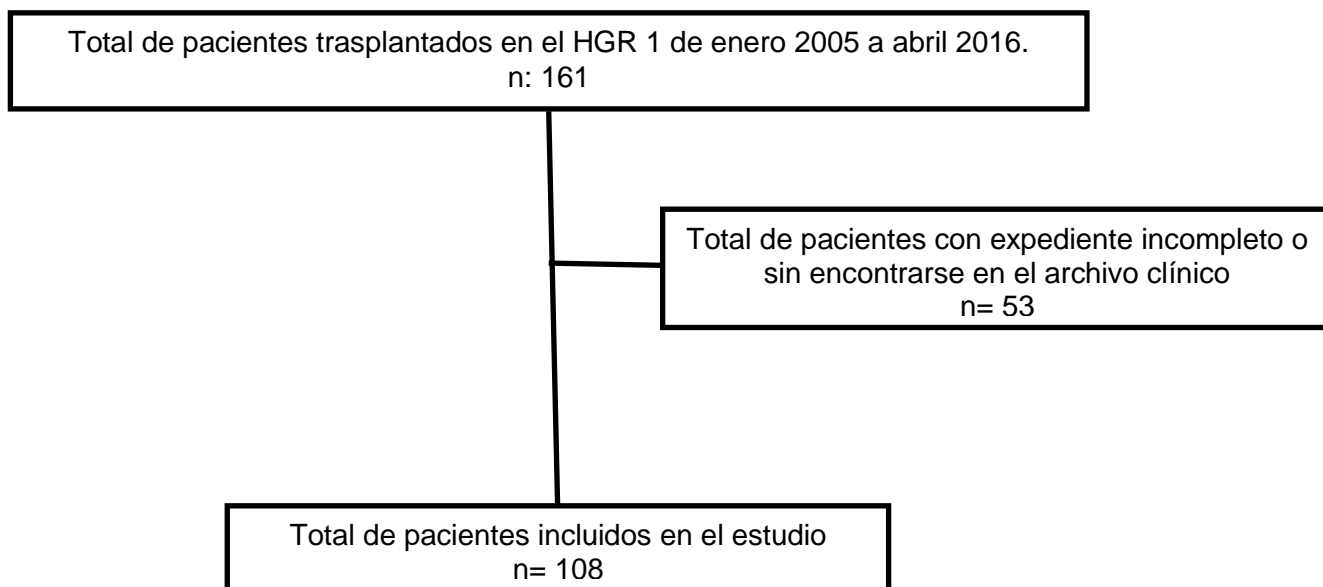 Total de pacientes trasplantados en el HGR 1 de enero 2005 a abril 2016.
n: 161
Total de pacientes con expediente incompleto o
sin encontrarse en el archivo clínico
n= 53
Total de pacientes incluidos en el estudio
n= 108